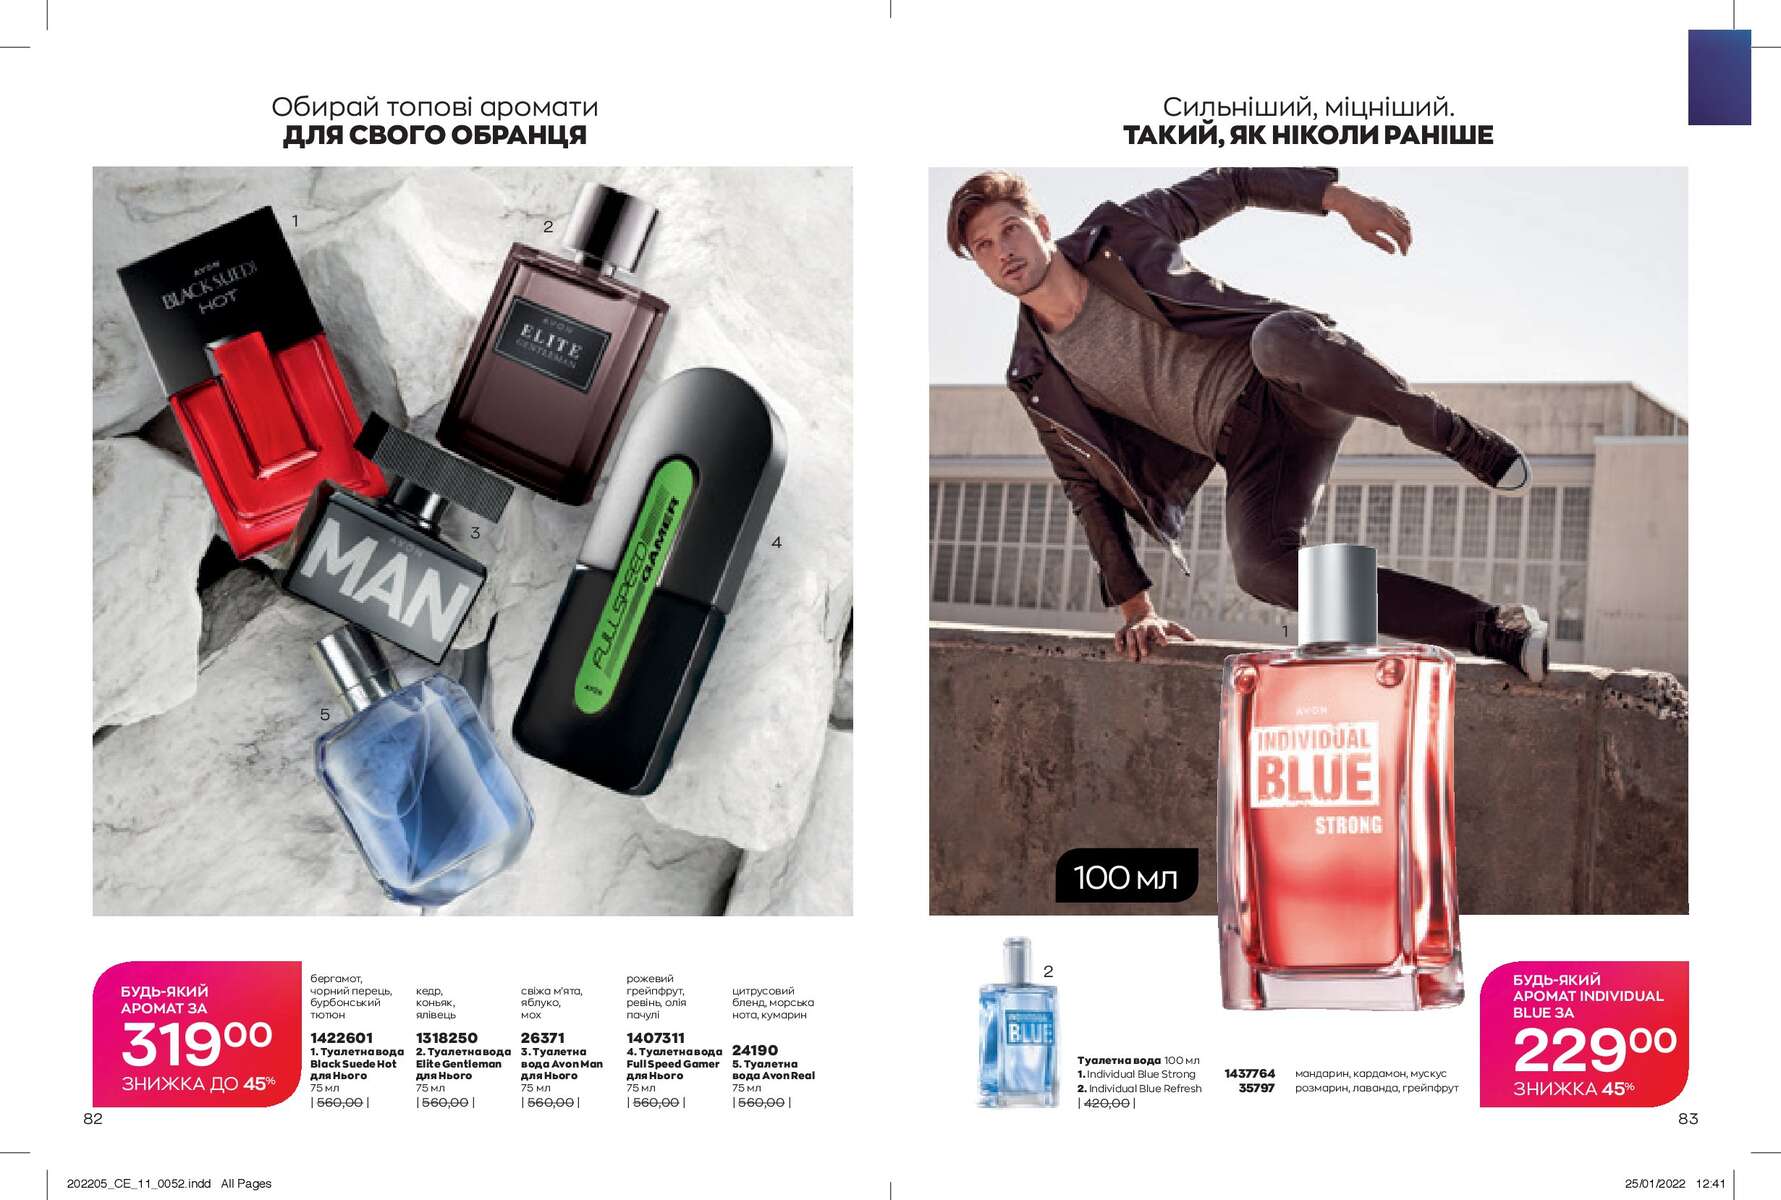 Обирай топові аромати
ДЛЯ СВОГО ОБРАНЦЯ
1
AVON
BLACK SUEDE
HOT
2
AVON
ELITE
GENTLEMAN
3
AVON
MAN
4
FULL SPEED
GAMER
AVON
5
БУДЬ-ЯКИЙ
АРОМАТ ЗА
31900
ЗНИЖКА ДО 45%
бергамот,
чорний перець,
бурбонський
тютюн
1422601
1. Туалетна вода
Black Suede Hot
для Нього
75 мл
| 560,00 |
кедр,
коньяк,
ялівець
1318250
2. Туалетна вода
Elite Gentleman
для Нього
75 мл
| 560,00 |
свіжа м'ята,
яблуко,
мох
26371
3. Туалетна
вода Avon Man
для Нього
75 мл
| 560,00 |
рожевий
грейпфрут,
ревінь, олія
пачулі
1407311
4. Туалетна вода
Full Speed Gamer
для Нього
75 мл
| 560,00 |
цитрусовий
бленд, морська
нота, кумарин
24190
5. Туалетна
вода Avon Real
75 мл
| 560,00 |
82
Сильніший, міцніший.
ТАКИЙ, ЯК НІКОЛИ РАНІШЕ
1
AVON
INDIVIDUAL
BLUE
STRONG
100 мл
2
INDIVIDUAL
BLUE
Туалетна вода 100 мл
1. Individual Blue Strong 1437764 мандарин, кардамон, мускус
2. Individual Blue Refresh 35797 розмарин, лаванда, грейпфрут
| 420,00 |
БУДЬ-ЯКИЙ
АРОМАТ INDIVIDUAL
BLUE ЗА
22900
ЗНИЖКА 45%
83
202205_CE_11_0052.indd All Pages
25/01/2022 12:41